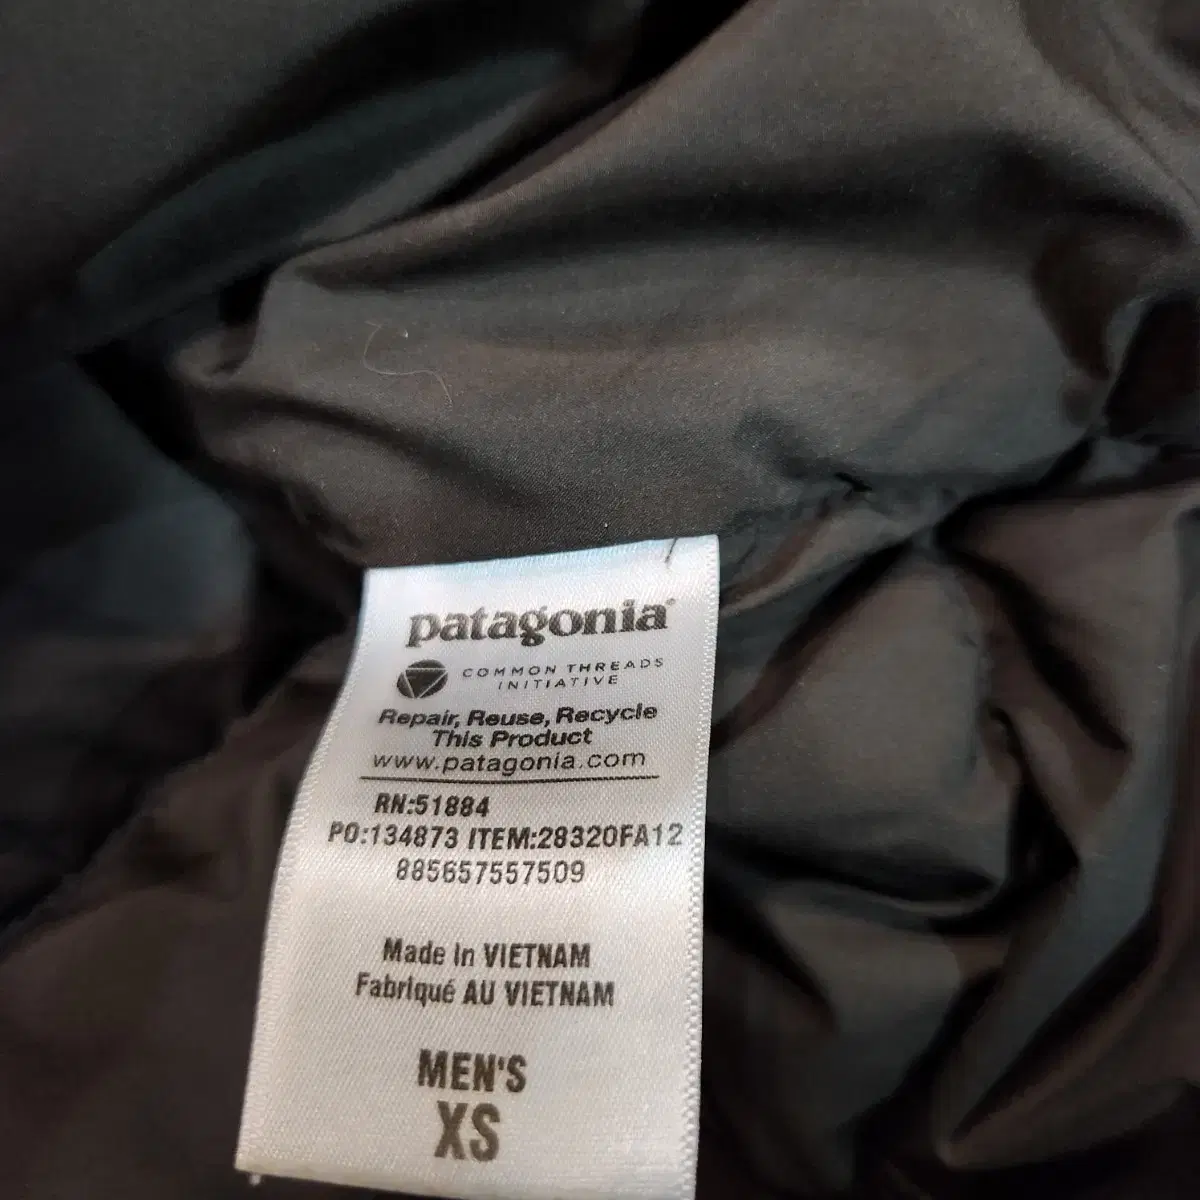 patagonia®
COMMON THREADS
INITIATIVE
Repair, Reuse, Recycle
This Product
www.patagonia.com
RN:51884
PO:134873 ITEM:28320FA12
885657557509
Made In VIETNAM
Fabriqué AU VIETNAM
MEN'S
XS